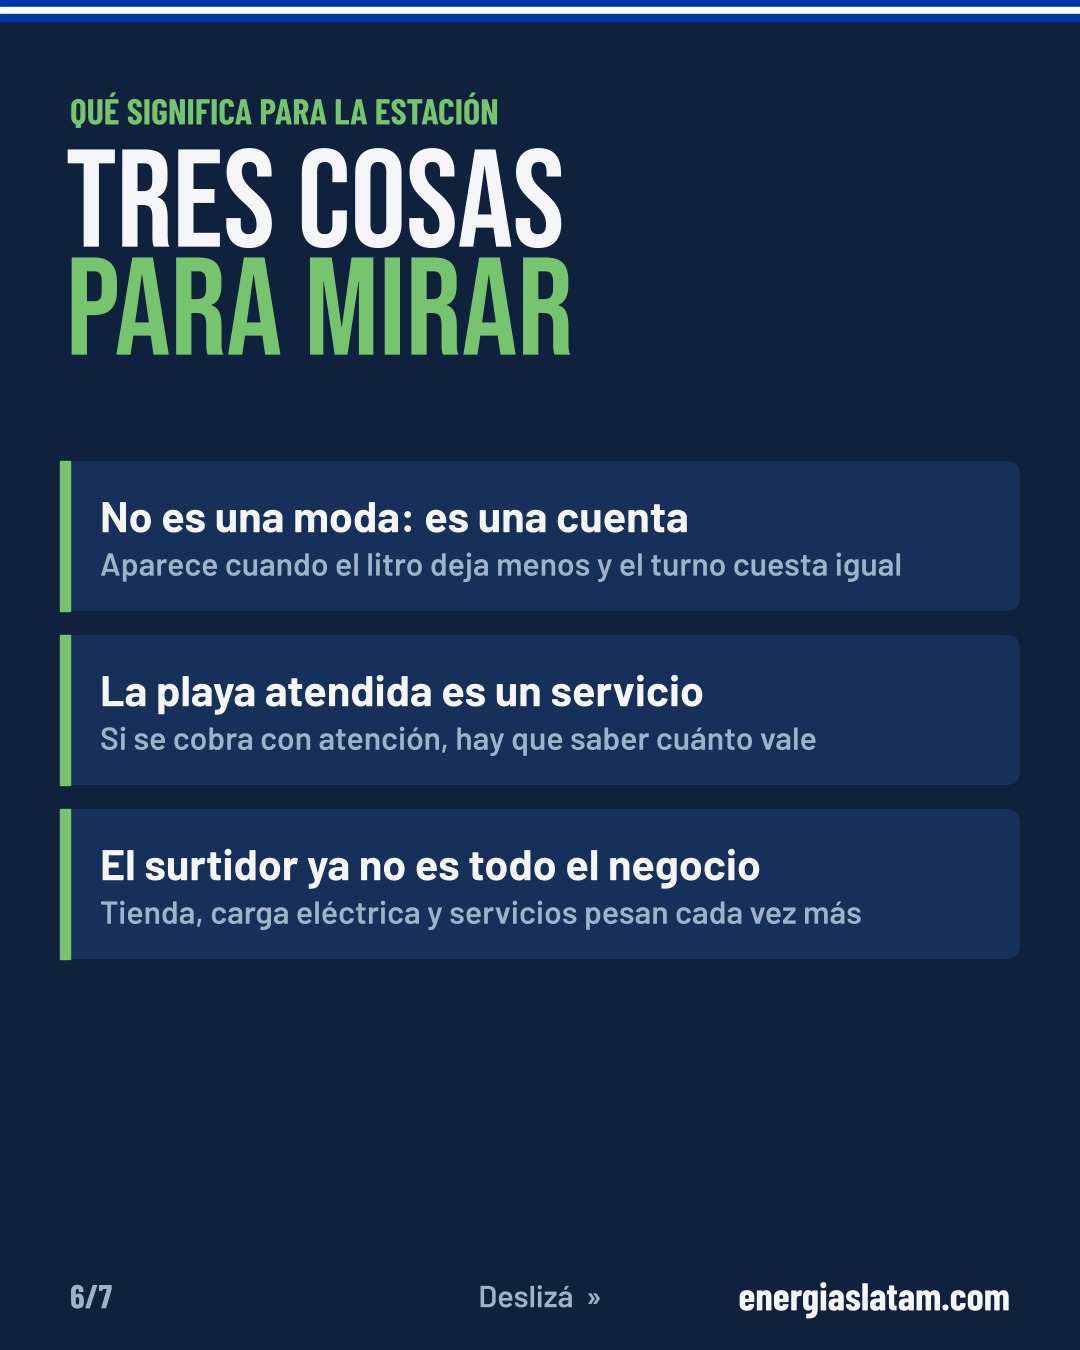 QUÉ SIGNIFICA PARA LA ESTACIÓN
TRES COSAS
PARA MIRAR
No es una moda: es una cuenta
Aparece cuando el litro deja menos y el turno cuesta igual
La playa atendida es un servicio
Si se cobra con atención, hay que saber cuánto vale
El surtidor ya no es todo el negocio
Tienda, carga eléctrica y servicios pesan cada vez más
6/7
Deslizá »
energiaslatam.com